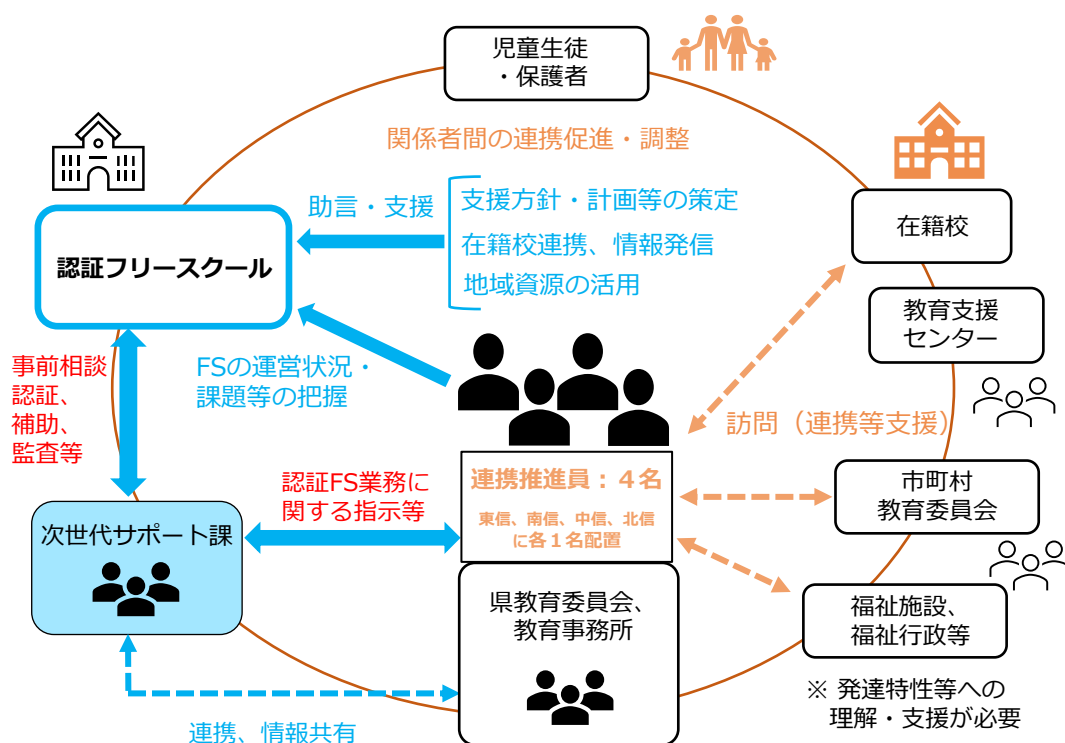 児童生徒
・保護者
関係者間の連携促進・調整
助言・支援
支援方針・計画等の策定
在籍校連携、情報発信
地域資源の活用
在籍校
認証フリースクール
教育支援
センター
事前相談
認証、
補助、
監査等
FSの運営状況・
課題等の把握
訪問（連携等支援）
認証FS業務に
関する指示等
連携推進員：４名
東信、南信、中信、北信
に各１名配置
市町村
教育委員会
次世代サポート課
県教育委員会、
教育事務所
福祉施設、
福祉行政等
※ 発達特性等への
理解・支援が必要
連携、情報共有